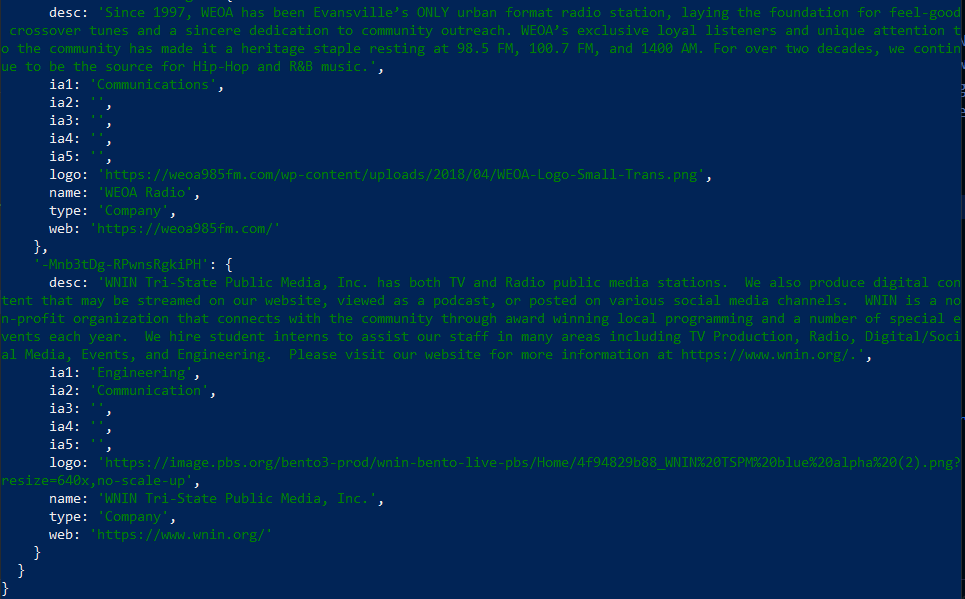 desc: 'Since 1997, WEOA has been Evansville’s ONLY urban format radio station, laying the foundation for feel-good
crossover tunes and a sincere dedication to community outreach. WEOA’s exclusive loyal listeners and unique attention t
o the community has made it a heritage staple resting at 98.5 FM, 100.7 FM, and 1400 AM. For over two decades, we contin
ue to be the source for Hip-Hop and R&B music.',
ia1: 'Communications',
ia2: '',
ia3: '',
ia4: '',
ia5: '',
logo: 'https://weoa985fm.com/wp-content/uploads/2018/04/WEOA-Logo-Small-Trans.png',
name: 'WEOA Radio',
type: 'Company',
web: 'https://weoa985fm.com/'
},
'-Mnb3tDg-RPwnsRgkiPH': {
desc: 'WNIN Tri-State Public Media, Inc. has both TV and Radio public media stations.  We also produce digital con
tent that may be streamed on our website, viewed as a podcast, or posted on various social media channels.  WNIN is a no
n-profit organization that connects with the community through award winning local programming and a number of special e
vents each year.  We hire student interns to assist our staff in many areas including TV Production, Radio, Digital/Soci
al Media, Events, and Engineering.  Please visit our website for more information at https://www.wnin.org/.',
ia1: 'Engineering',
ia2: 'Communication',
ia3: '',
ia4: '',
ia5: '',
logo: 'https://image.pbs.org/bento3-prod/wnin-bento-live-pbs/Home/4f94829b88_WNIN%20TSPM%20blue%20alpha%20(2).png?
resize=640x,no-scale-up',
name: 'WNIN Tri-State Public Media, Inc.',
type: 'Company',
web: 'https://www.wnin.org/'
}
}
}